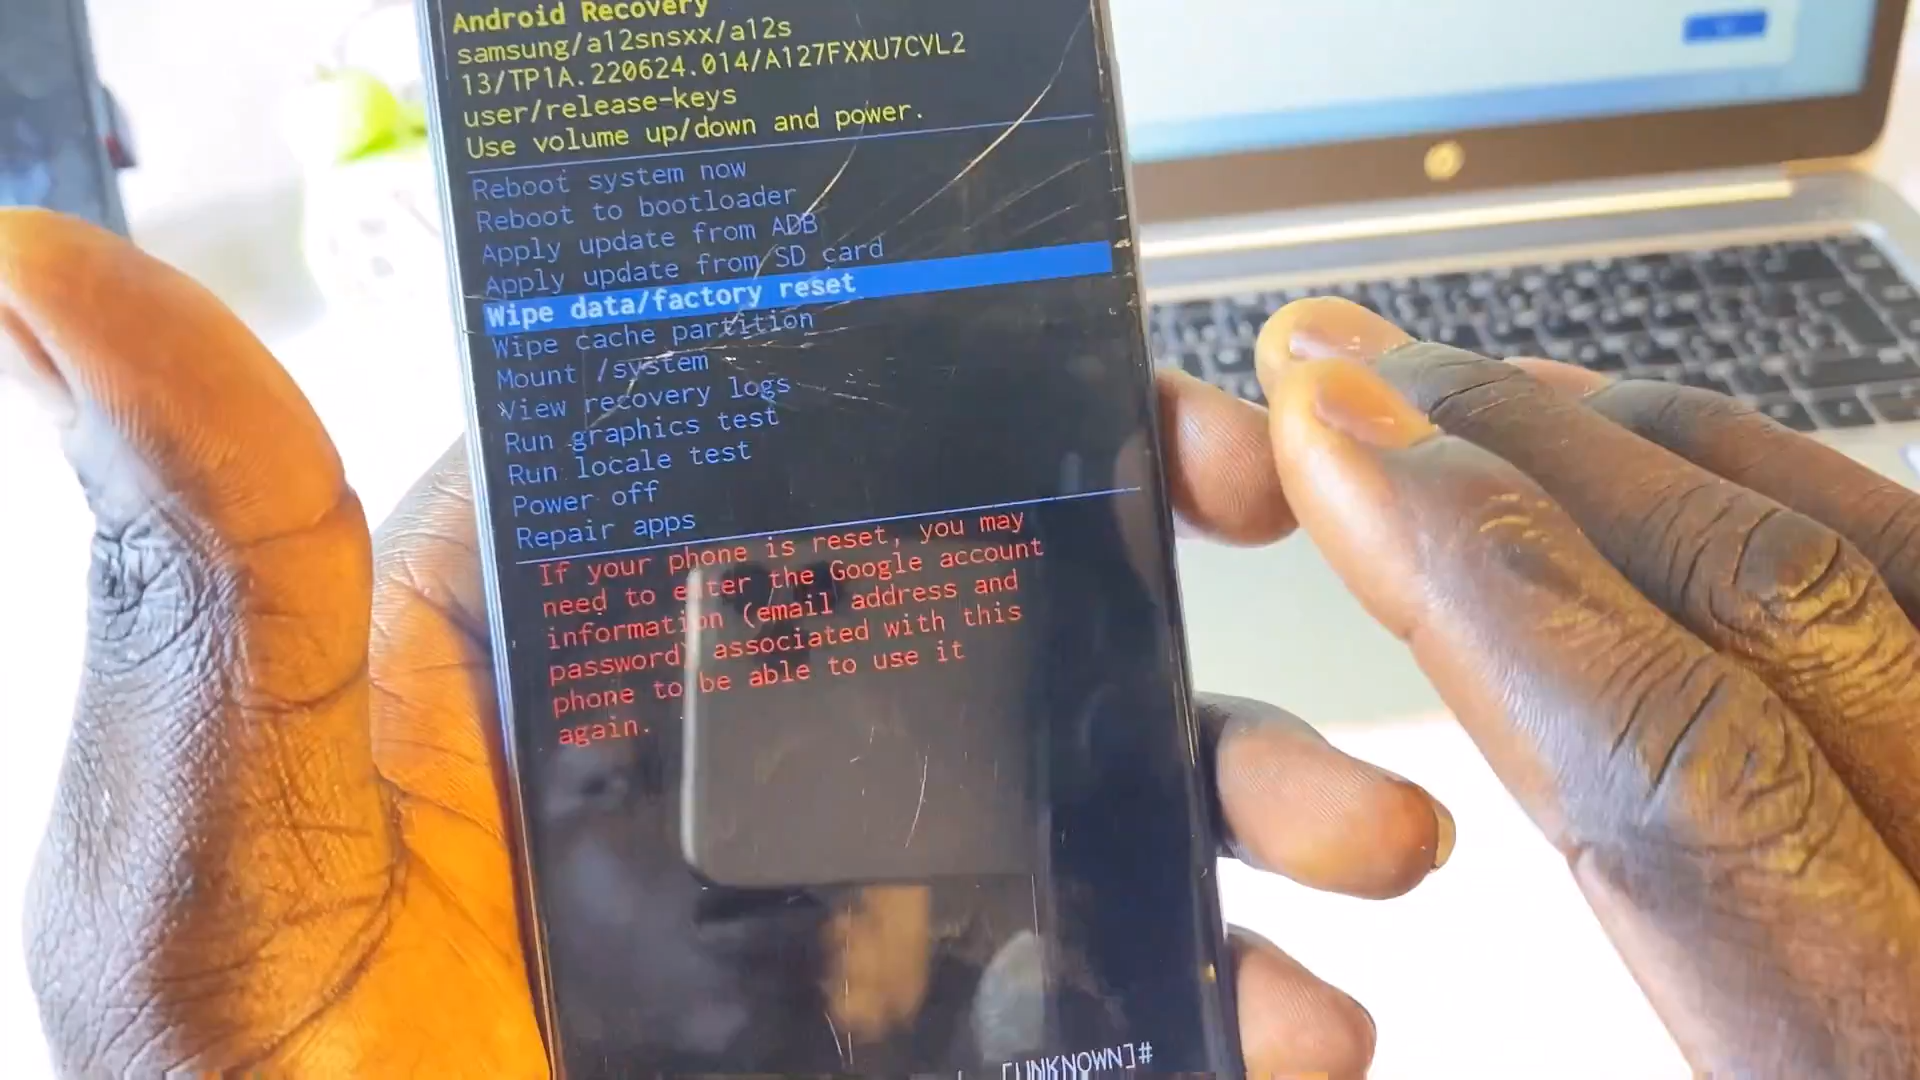 Android Recovery
samsung/a12snsxx/a12s
13/TP1A.220624.014/A127FXXU7CVL2
user/release-keys
Use volume up/down and power.
Reboot system now
Reboot to bootloader
Apply update from ADB
Apply update from SD card
Wipe data/factory reset
Wipe cache partition
Mount /system
View recovery logs
Run graphics test
Run locale test
Power off
Repair apps
If your phone is reset, you may
need to enter the Google account
information (email address and
password) associated with this
phone to be able to use it
again.
[UNKNOWN]#